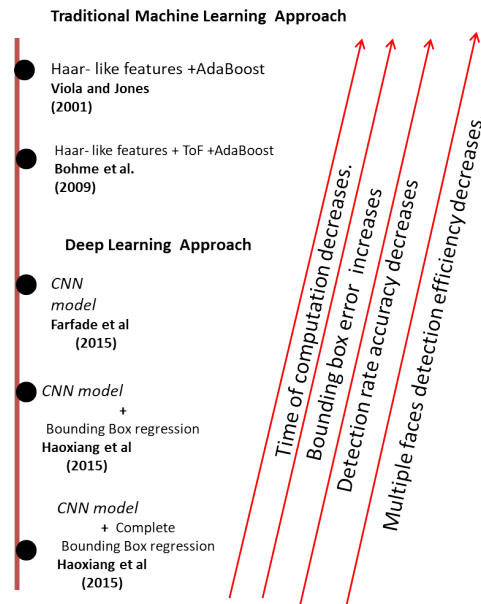 Traditional Machine Learning Approach
Haar- like features +AdaBoost
Viola and Jones
(2001)
Haar- like features + ToF +AdaBoost
Bohme et al.
(2009)
Deep Learning Approach
CNN
model
Farfade et al
(2015)
CNN model
+
Bounding Box regression
Haoxiang et al
(2015)
CNN model
+ Complete
Bounding Box regression
Haoxiang et al
(2015)
Time of computation decreases.
Bounding box error increases
Detection rate accuracy decreases
Multiple faces detection efficiency decreases